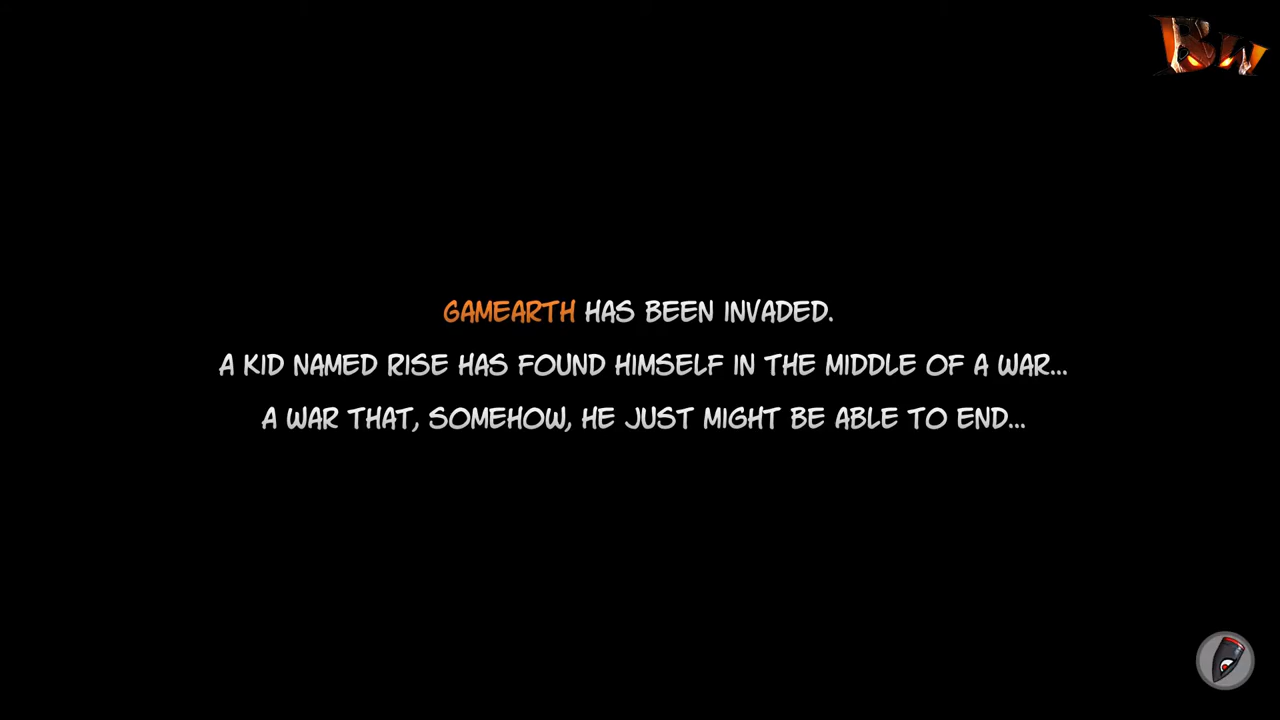 GAMEARTH HAS BEEN INVADED.
A KID NAMED RISE HAS FOUND HIMSELF IN THE MIDDLE OF A WAR...
A WAR THAT, SOMEHOW, HE JUST MIGHT BE ABLE TO END...